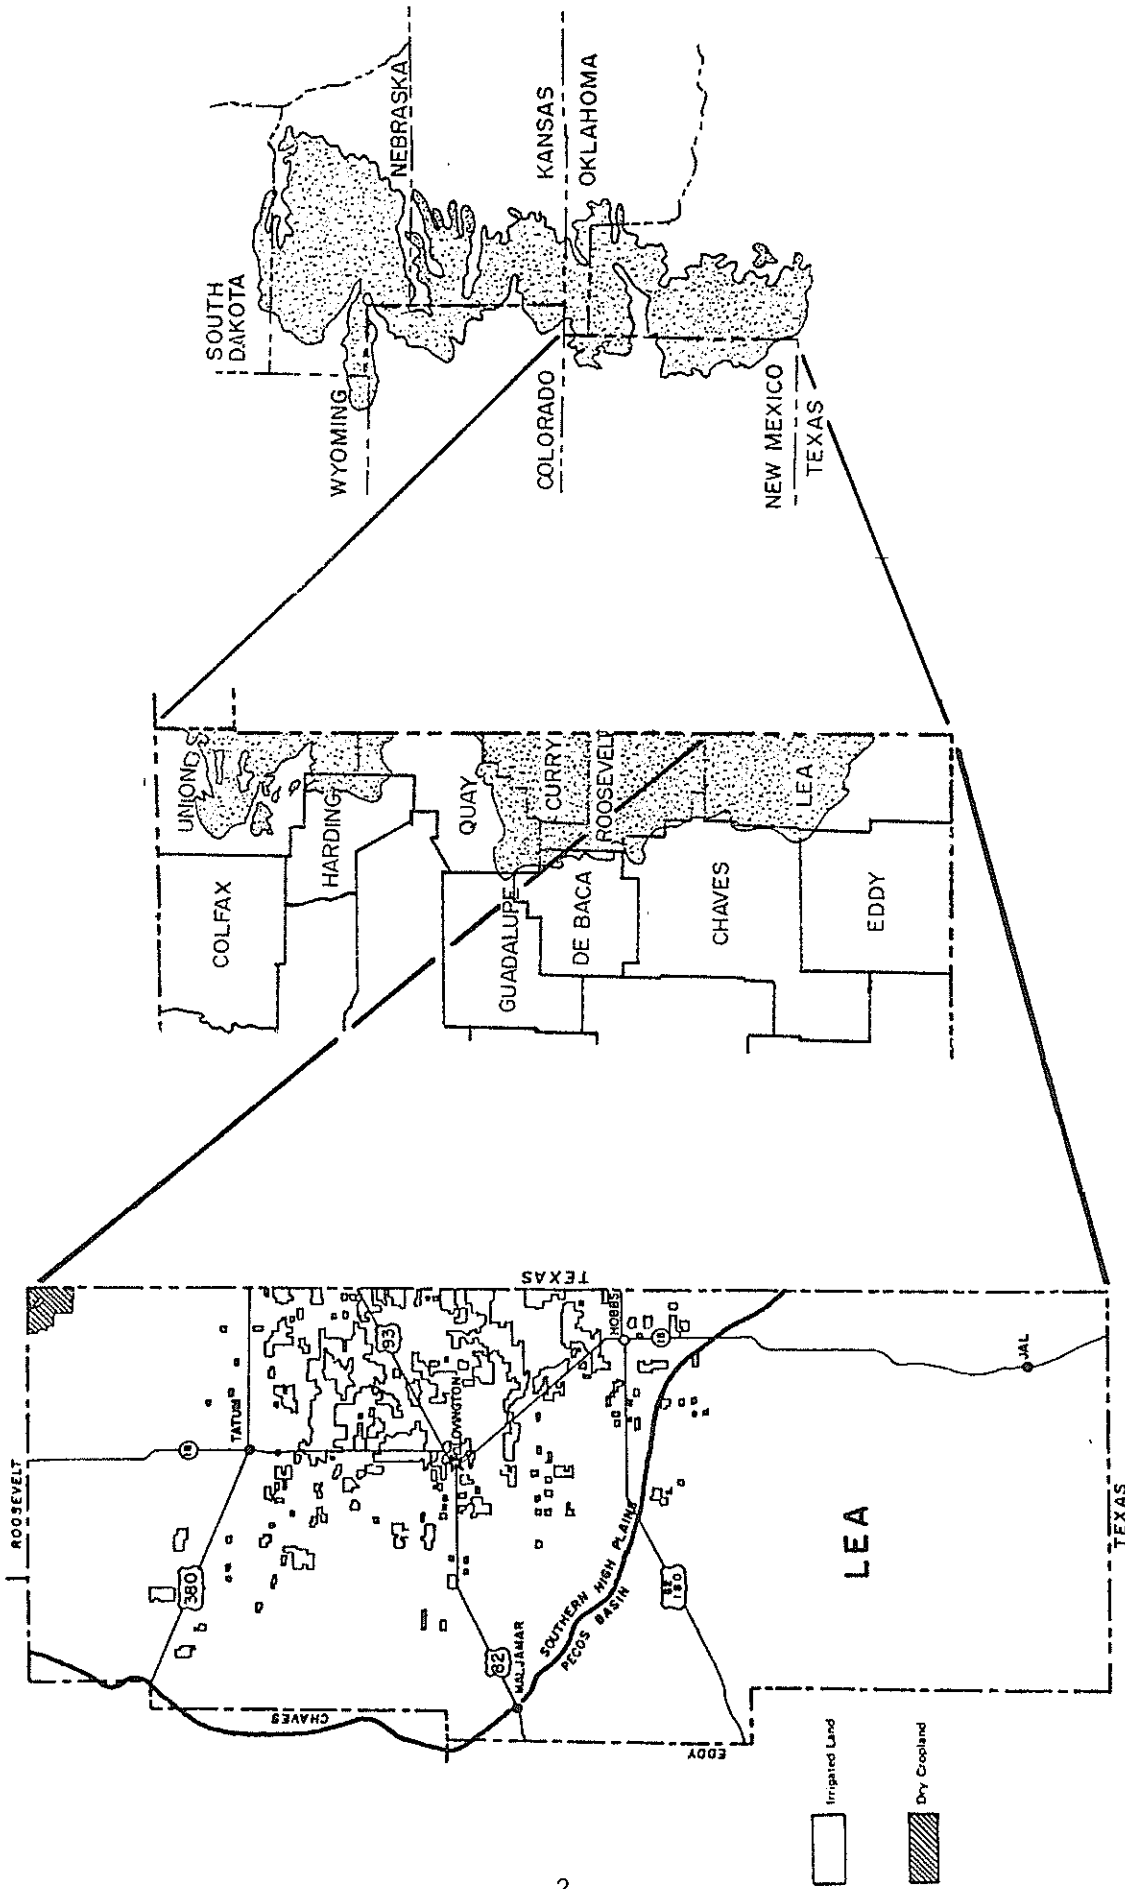 SOUTH
DAKOTA
WYOMING
NEBRASKA
COLORADO
KANSAS
OKLAHOMA
NEW MEXICO
TEXAS
UNION
COLFAX
HARDING
QUAY
GUADALUPE
CURRY
DE BACA
ROOSEVELT
CHAVES
LEA
EDDY
ROOSEVELT
TEXAS
18
TATUM
380
93
LOVINGTON
CHAVES
82
MALJAMAR
SOUTHERN HIGH PLAINS
PECOS BASIN
HOBBS
18
62
180
EDDY
LEA
JAL
TEXAS
Irrigated Land
Dry Cropland
2